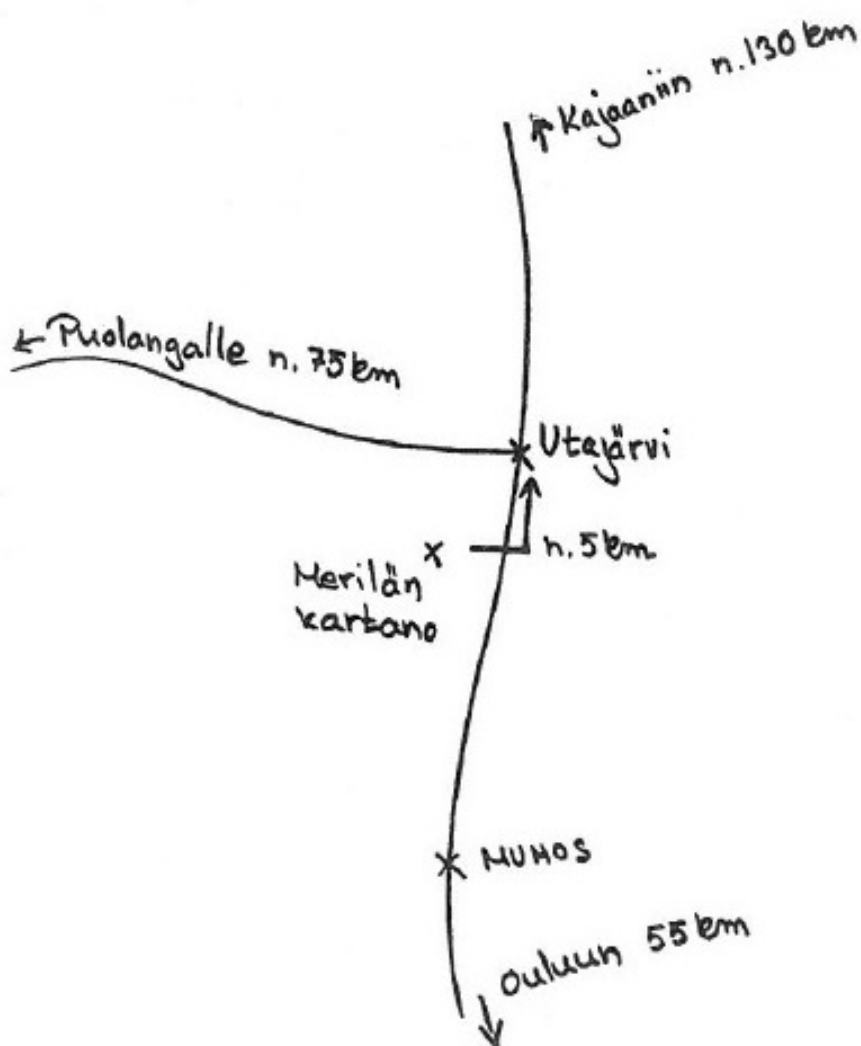 ↑ Kajaaniin n. 130 km
← Puolangalle n. 75 km
Utajärvi
n. 5 km
Merilän
kartano
MUHOS
Ouluun 55 km